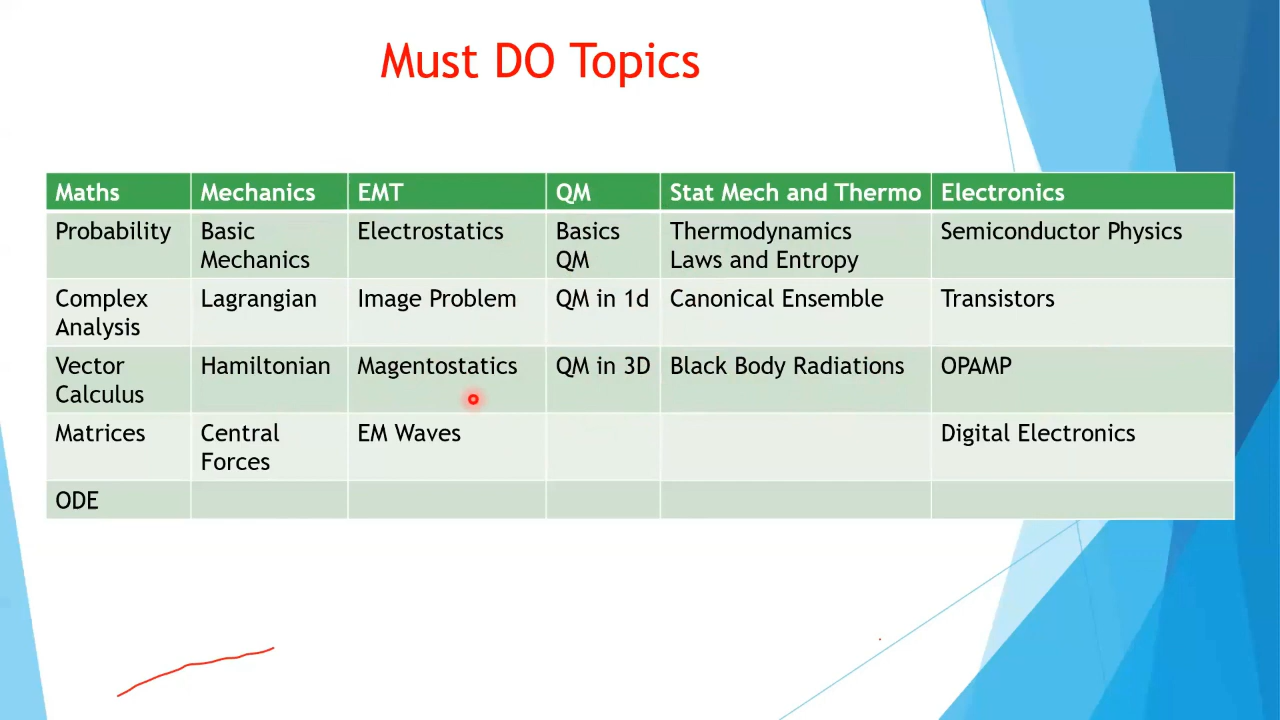 Must DO Topics
Maths
Mechanics
EMT
QM
Stat Mech and Thermo
Electronics
Probability
Basic
Mechanics
Electrostatics
Basics
QM
Thermodynamics
Laws and Entropy
Semiconductor Physics
Complex
Analysis
Lagrangian
Image Problem
QM in 1d
Canonical Ensemble
Transistors
Vector
Calculus
Hamiltonian
Magentostatics
QM in 3D
Black Body Radiations
OPAMP
Matrices
Central
Forces
EM Waves
Digital Electronics
ODE